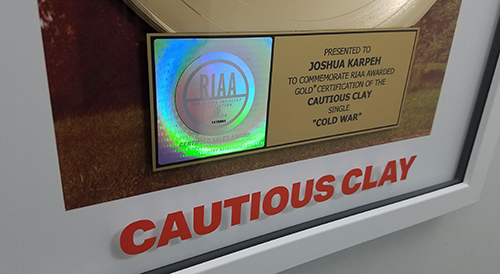 RIAA
PRESENTED TO
JOSHUA KARPEH
TO COMMEMORATE RIAA AWARDED
GOLD® CERTIFICATION OF THE
CAUTIOUS CLAY
SINGLE
"COLD WAR"
CAUTIOUS CLAY